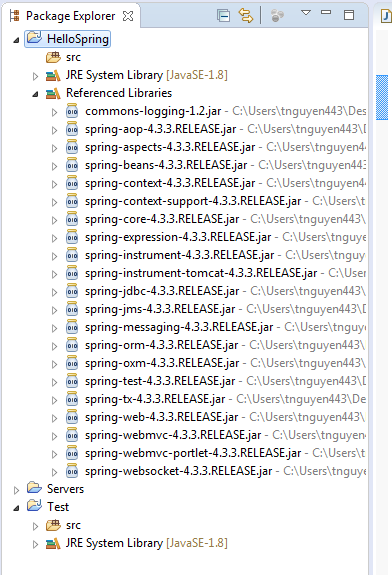 Package Explorer
HelloSpring
src
JRE System Library [JavaSE-1.8]
Referenced Libraries
commons-logging-1.2.jar - C:\Users\tnguyen443\Des
spring-aop-4.3.3.RELEASE.jar - C:\Users\tnguyen443\D
spring-aspects-4.3.3.RELEASE.jar - C:\Users\tnguyen44
spring-beans-4.3.3.RELEASE.jar - C:\Users\tnguyen443\
spring-context-4.3.3.RELEASE.jar - C:\Users\tnguyen44
spring-context-support-4.3.3.RELEASE.jar - C:\Users\tn
spring-core-4.3.3.RELEASE.jar - C:\Users\tnguyen443\D
spring-expression-4.3.3.RELEASE.jar - C:\Users\tnguye
spring-instrument-4.3.3.RELEASE.jar - C:\Users\tnguye
spring-instrument-tomcat-4.3.3.RELEASE.jar - C:\Users
spring-jdbc-4.3.3.RELEASE.jar - C:\Users\tnguyen443\D
spring-jms-4.3.3.RELEASE.jar - C:\Users\tnguyen443\D
spring-messaging-4.3.3.RELEASE.jar - C:\Users\tnguye
spring-orm-4.3.3.RELEASE.jar - C:\Users\tnguyen443\D
spring-oxm-4.3.3.RELEASE.jar - C:\Users\tnguyen443\D
spring-test-4.3.3.RELEASE.jar - C:\Users\tnguyen443\D
spring-tx-4.3.3.RELEASE.jar - C:\Users\tnguyen443\De
spring-web-4.3.3.RELEASE.jar - C:\Users\tnguyen443\D
spring-webmvc-4.3.3.RELEASE.jar - C:\Users\tnguyen4
spring-webmvc-portlet-4.3.3.RELEASE.jar - C:\Users\tn
spring-websocket-4.3.3.RELEASE.jar - C:\Users\tnguyen
Servers
Test
src
JRE System Library [JavaSE-1.8]